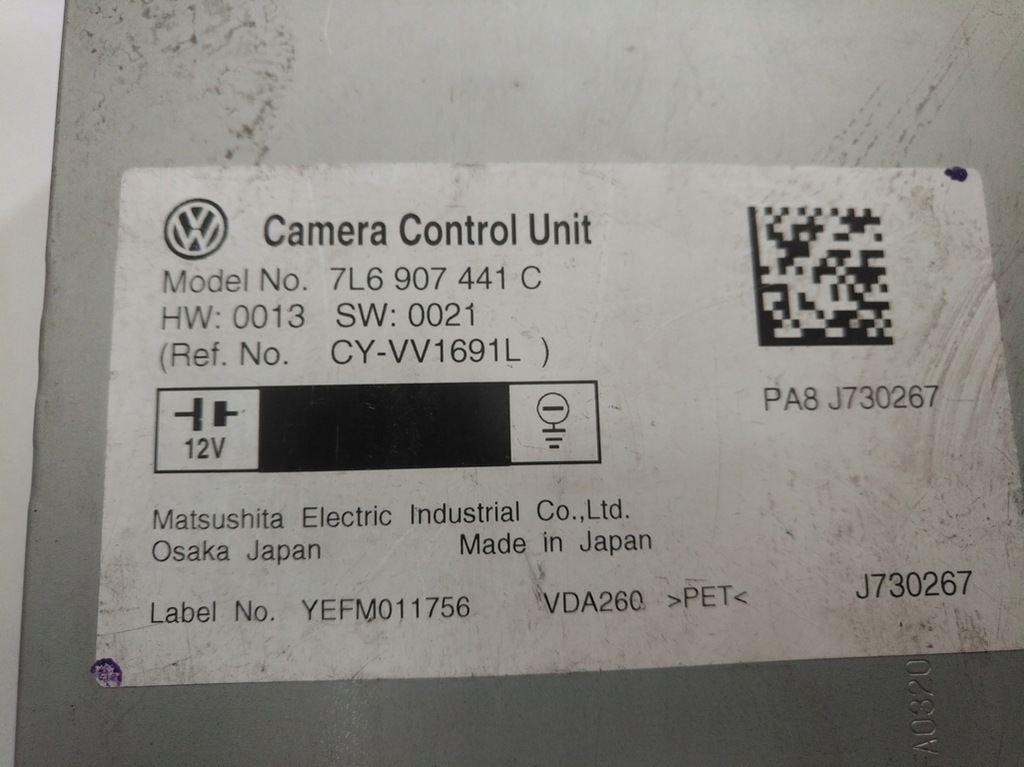 Camera Control Unit
Model No. 7L6 907 441 C
HW: 0013 SW: 0021
(Ref. No. CY-VV1691L )
12V
PA8 J730267
Matsushita Electric Industrial Co.,Ltd.
Osaka Japan Made in Japan
Label No. YEFM011756 VDA260 >PET< J730267
A0320